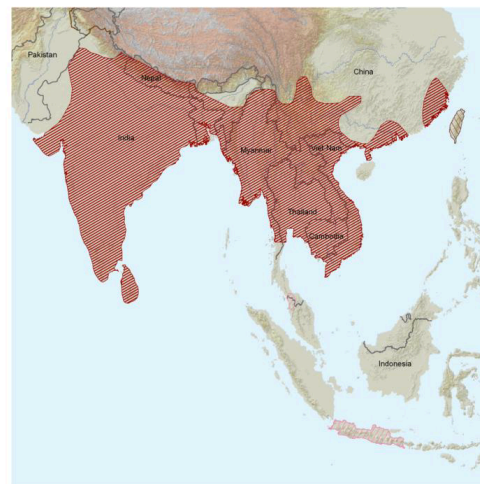 Pakistan
China
Nepal
India
Myanmar
Viet Nam
Thailand
Cambodia
Indonesia